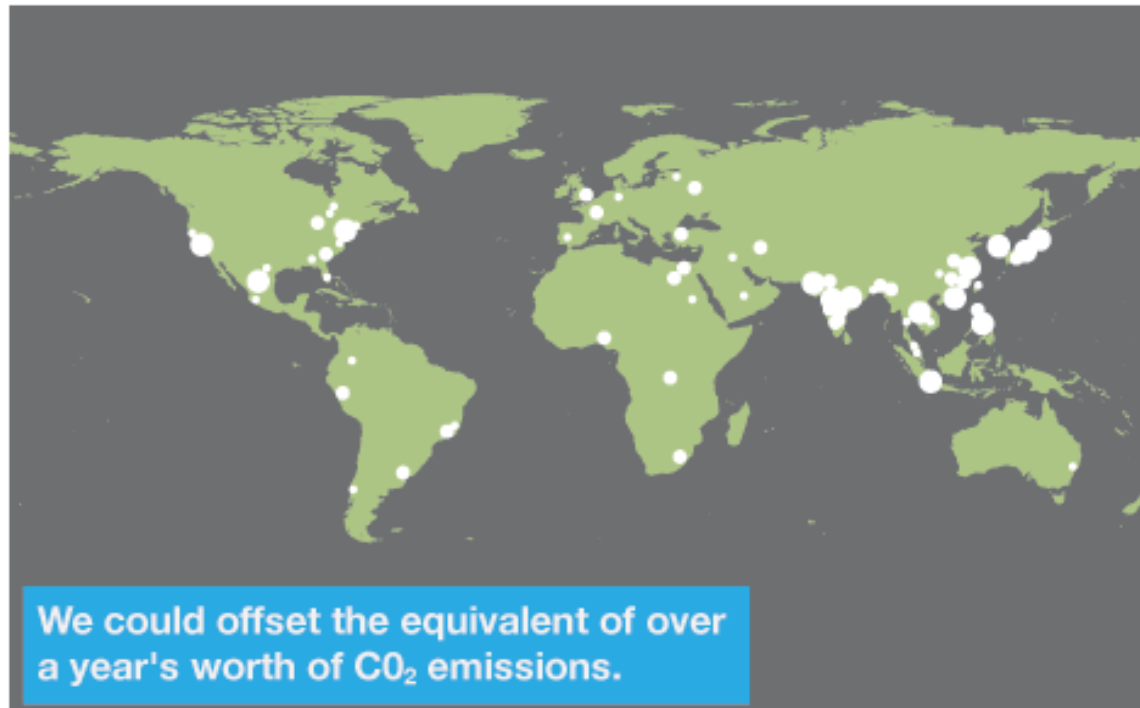 We could offset the equivalent of over
a year's worth of C0₂ emissions.